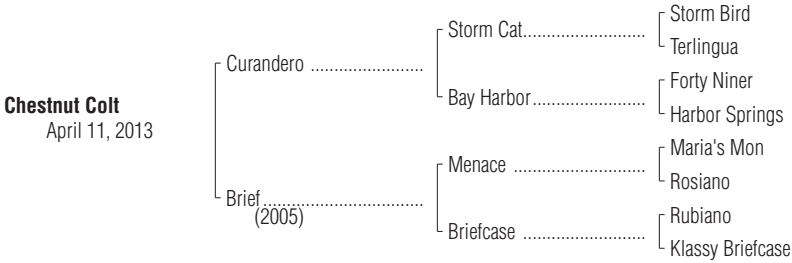 Storm Bird
Storm Cat..........................
Terlingua
Curandero ........................
Forty Niner
Bay Harbor........................
Harbor Springs
Chestnut Colt
April 11, 2013
Maria's Mon
Menace ............................
Rosiano
Brief..................................
(2005)
Rubiano
Briefcase ..........................
Klassy Briefcase